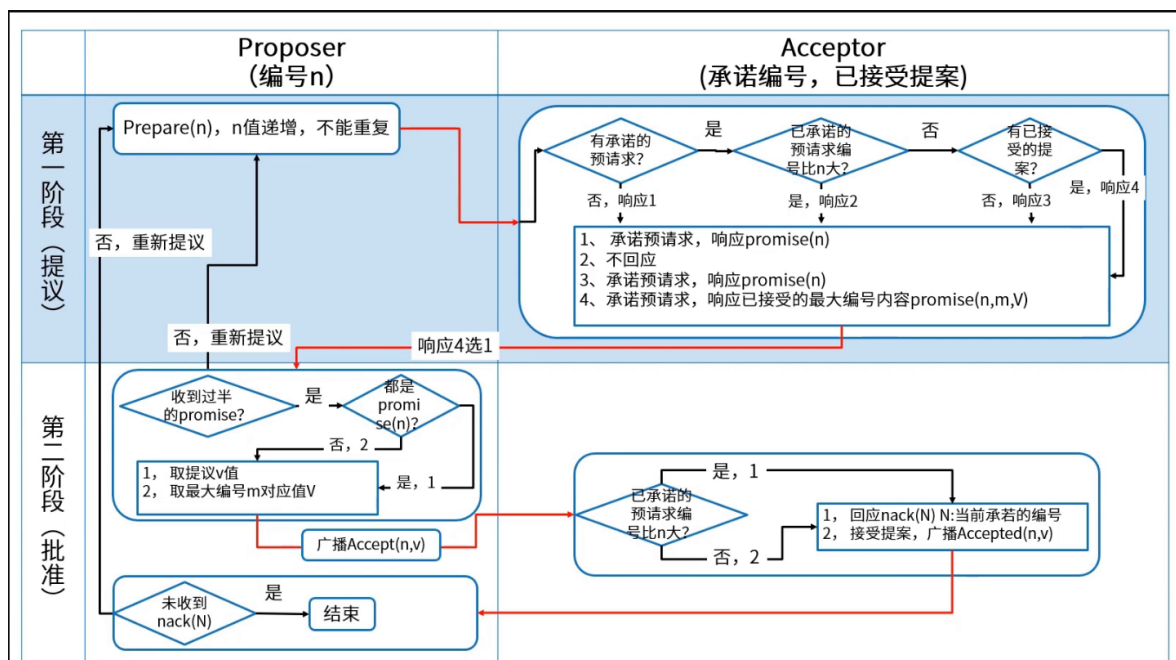 Proposer
（编号n）
Acceptor
(承诺编号，已接受提案)
第一阶段（提议）
Prepare(n)，n值递增，不能重复
有承诺的
预请求？
是
已承诺的
预请求编
号比n大？
否
有已接
受的提
案？
否，响应1
是，响应2
否，响应3
是，响应4
1、 承诺预请求，响应promise(n)
2、不回应
3、承诺预请求，响应promise(n)
4、承诺预请求，响应已接受的最大编号内容promise(n,m,V)
否，重新提议
否，重新提议
响应4选1
第二阶段（批准）
收到过半
的promise？
是
都是
promi
se(n)？
否，2
是，1
1， 取提议v值
2， 取最大编号m对应值V
广播Accept(n,v)
已承诺的
预请求编
号比n大？
是，1
否，2
1， 回应nack(N) N:当前承若的编号
2， 接受提案，广播Accepted(n,v)
未收到
nack(N)
是
结束